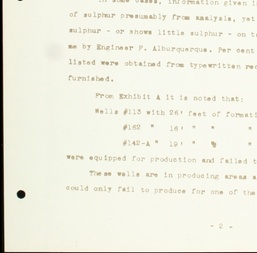 In some cases, information given i
of sulphur presumably from analysis, yet
sulphur - or shows little sulphur - on t
me by Engineer F. Alburquerque. Per cent
listed were obtained from typewritten rec
furnished.
From Exhibit A it is noted that:
Wells #113 with 26' feet of formati
#162 " 16' " " "
#142-A " 19' " " "
were equipped for production and failed t
These wells are in producing areas a
could only fail to produce for one of the
- 2 -